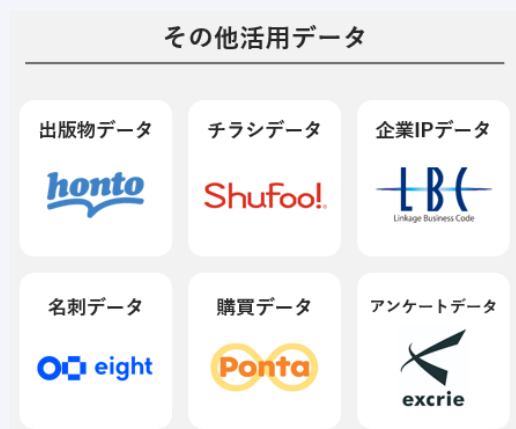 その他活用データ
出版物データ
honto
チラシデータ
Shufoo!
企業IPデータ
LBC
Linkage Business Code
名刺データ
eight
購買データ
Ponta
アンケートデータ
excrie